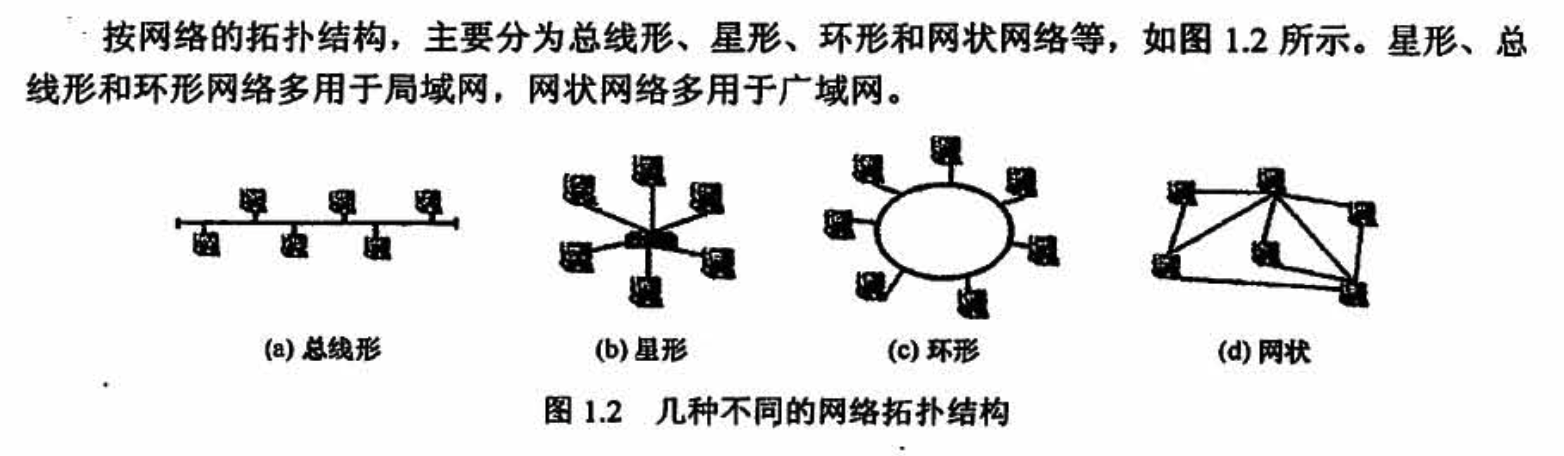 按网络的拓扑结构，主要分为总线形、星形、环形和网状网络等，如图 1.2 所示。星形、总
线形和环形网络多用于局域网，网状网络多用于广域网。
(a) 总线形
(b) 星形
(c) 环形
(d) 网状
图 1.2 几种不同的网络拓扑结构